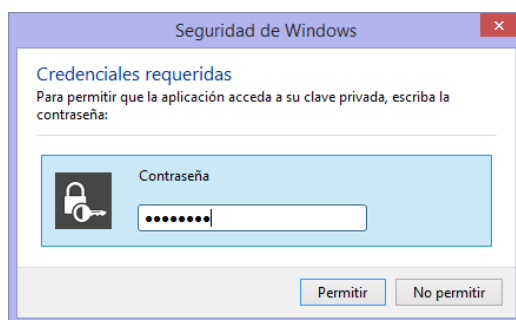 Seguridad de Windows
Credenciales requeridas
Para permitir que la aplicación acceda a su clave privada, escriba la
contraseña:
Contraseña
••••••••
Permitir No permitir